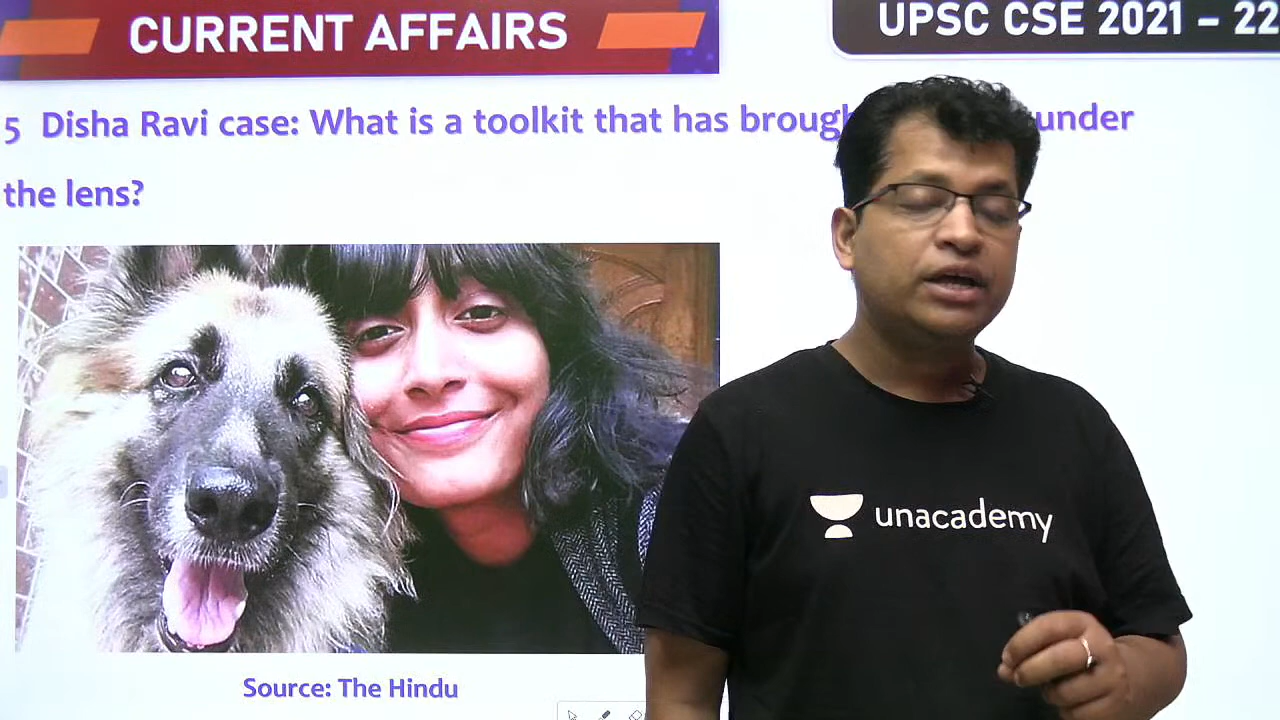 CURRENT AFFAIRS
UPSC CSE 2021 – 22
5 Disha Ravi case: What is a toolkit that has under
the lens?
unacademy
Source: The Hindu